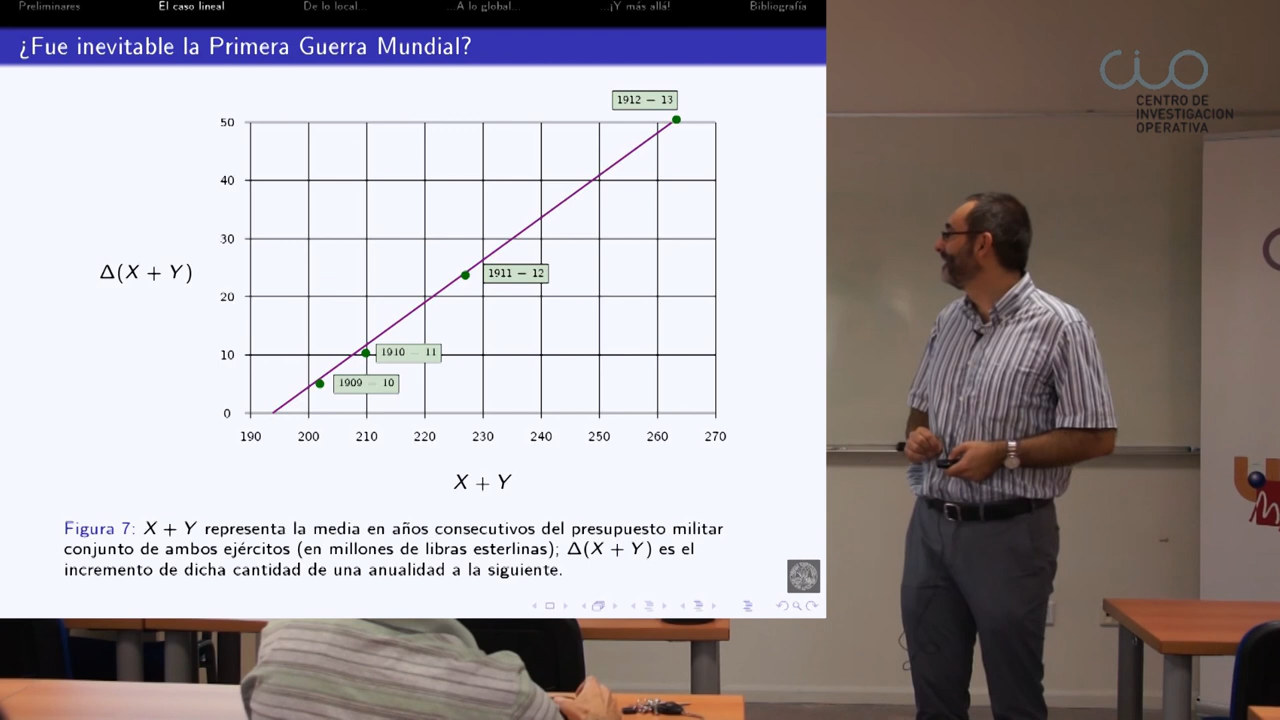 Preliminares El caso lineal De lo local... ...A lo global... ...¡Y más allá! Bibliografía
¿Fue inevitable la Primera Guerra Mundial?
1912 − 13
50
40
30
Δ(X + Y)
1911 − 12
20
10
1910 − 11
1909 − 10
0
190 200 210 220 230 240 250 260 270
X + Y
Figura 7: X + Y representa la media en años consecutivos del presupuesto militar
conjunto de ambos ejércitos (en millones de libras esterlinas); Δ(X + Y) es el
incremento de dicha cantidad de una anualidad a la siguiente.
CIO
CENTRO DE
INVESTIGACION
OPERATIVA